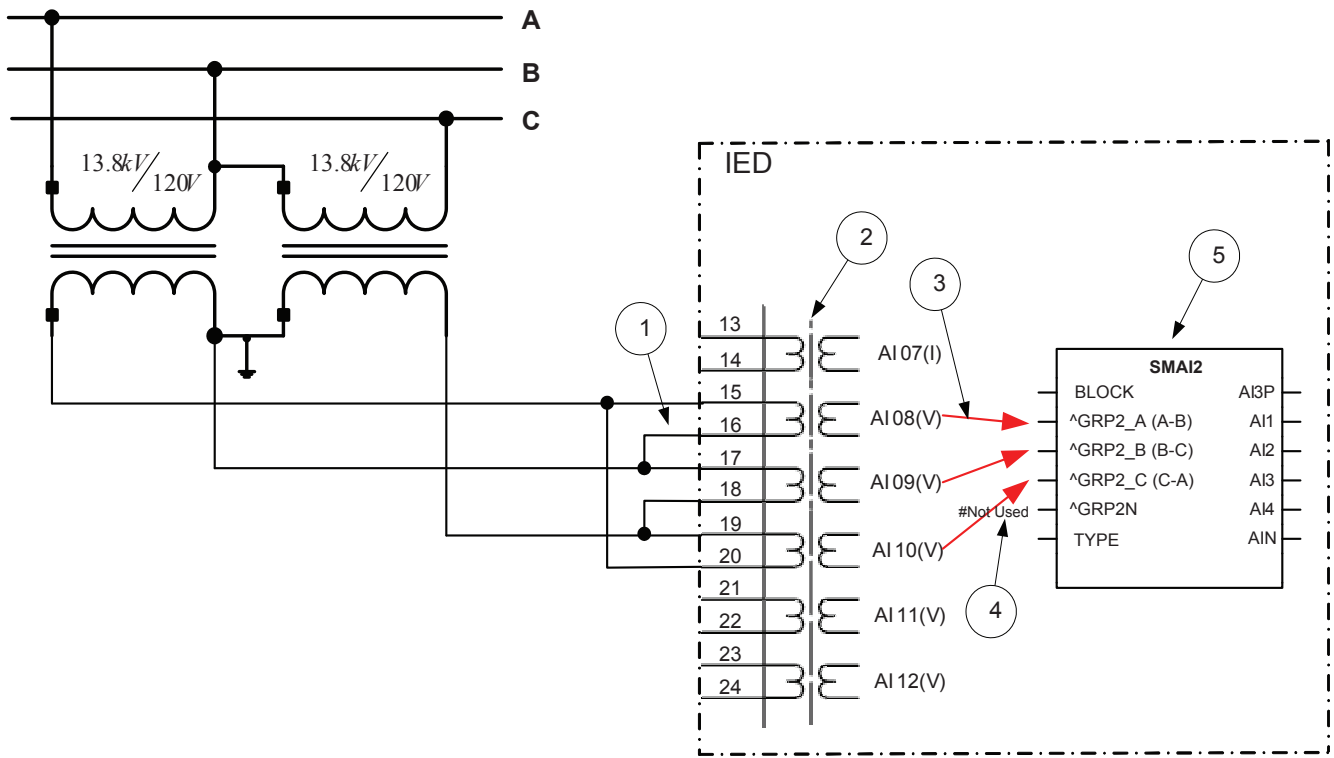 A
B
C
13.8kV/120V
13.8kV/120V
IED
1
2
3
4
5
13
14
15
16
17
18
19
20
21
22
23
24
AI07(I)
AI08(V)
AI09(V)
AI10(V)
AI11(V)
AI12(V)
#Not Used
SMAI2
BLOCK
^GRP2_A (A-B)
^GRP2_B (B-C)
^GRP2_C (C-A)
^GRP2N
TYPE
AI3P
AI1
AI2
AI3
AI4
AIN